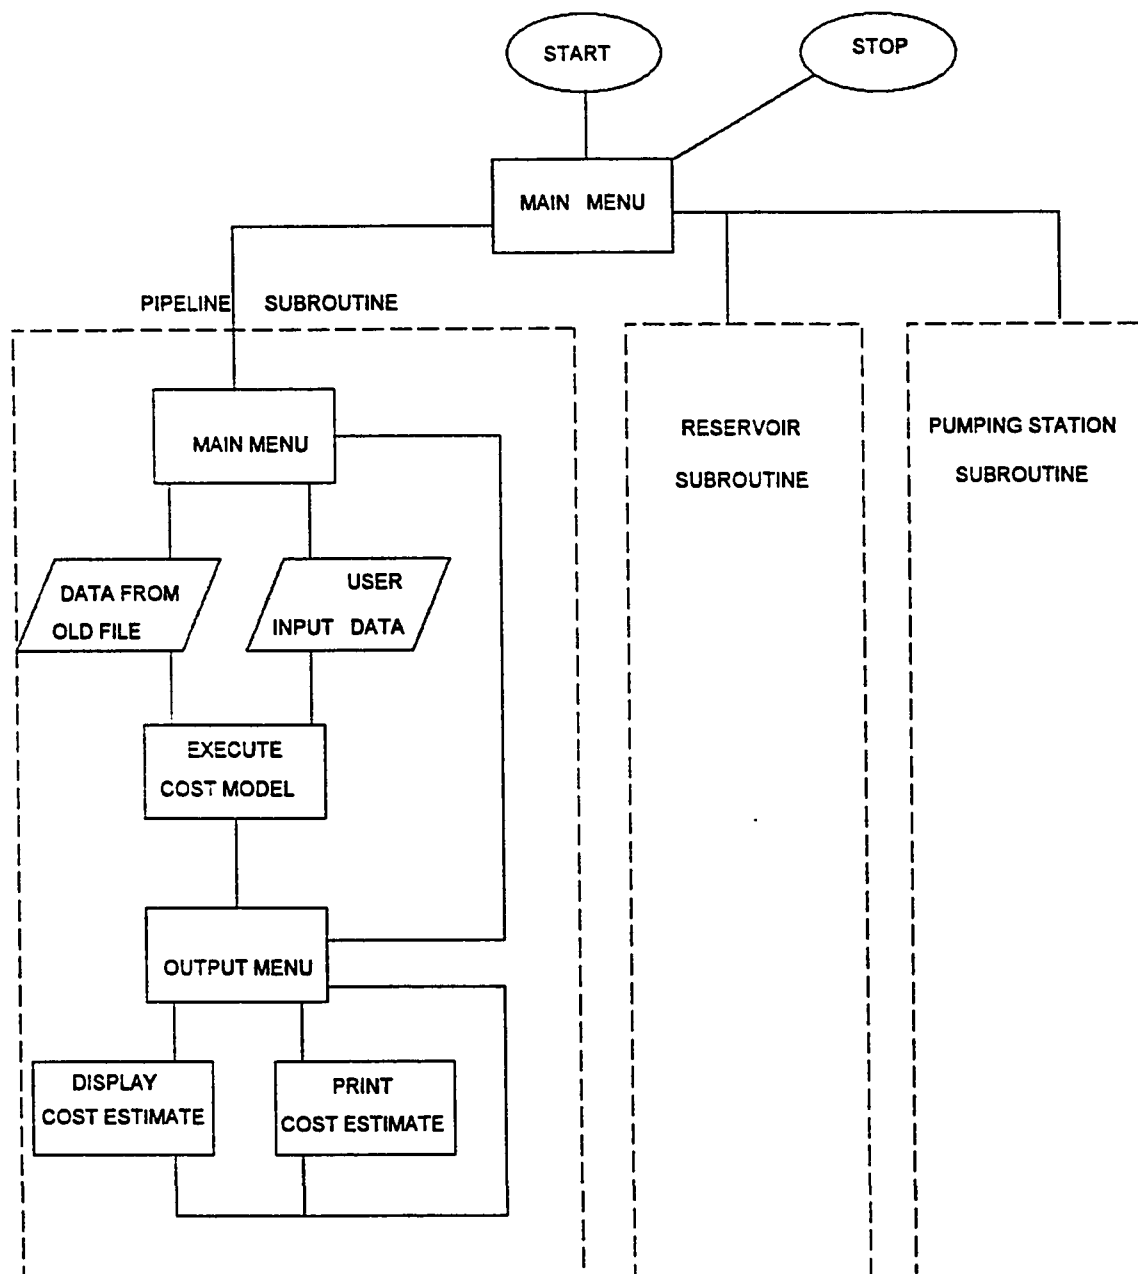 START
STOP
MAIN MENU
PIPELINE SUBROUTINE
MAIN MENU
DATA FROM
OLD FILE
USER
INPUT DATA
EXECUTE
COST MODEL
OUTPUT MENU
DISPLAY
COST ESTIMATE
PRINT
COST ESTIMATE
RESERVOIR
SUBROUTINE
PUMPING STATION
SUBROUTINE